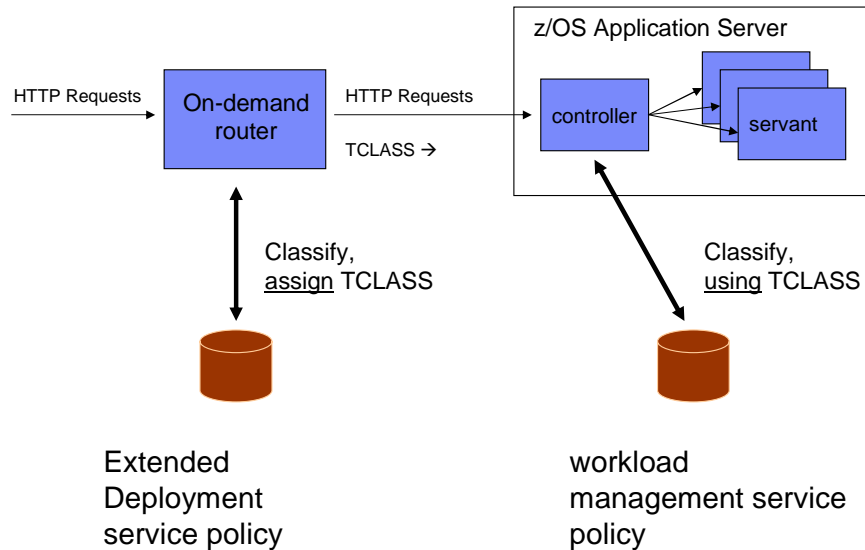 z/OS Application Server
HTTP Requests
On-demand
router
HTTP Requests
TCLASS →
controller
servant
Classify,
assign TCLASS
Classify,
using TCLASS
Extended
Deployment
service policy
workload
management service
policy